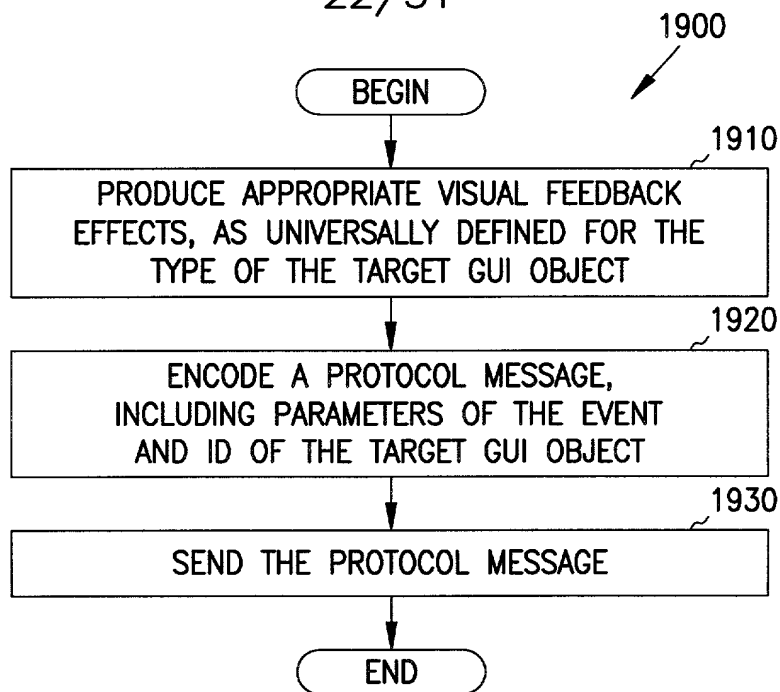 1900
BEGIN
1910
PRODUCE APPROPRIATE VISUAL FEEDBACK
EFFECTS, AS UNIVERSALLY DEFINED FOR THE
TYPE OF THE TARGET GUI OBJECT
1920
ENCODE A PROTOCOL MESSAGE,
INCLUDING PARAMETERS OF THE EVENT
AND ID OF THE TARGET GUI OBJECT
1930
SEND THE PROTOCOL MESSAGE
END